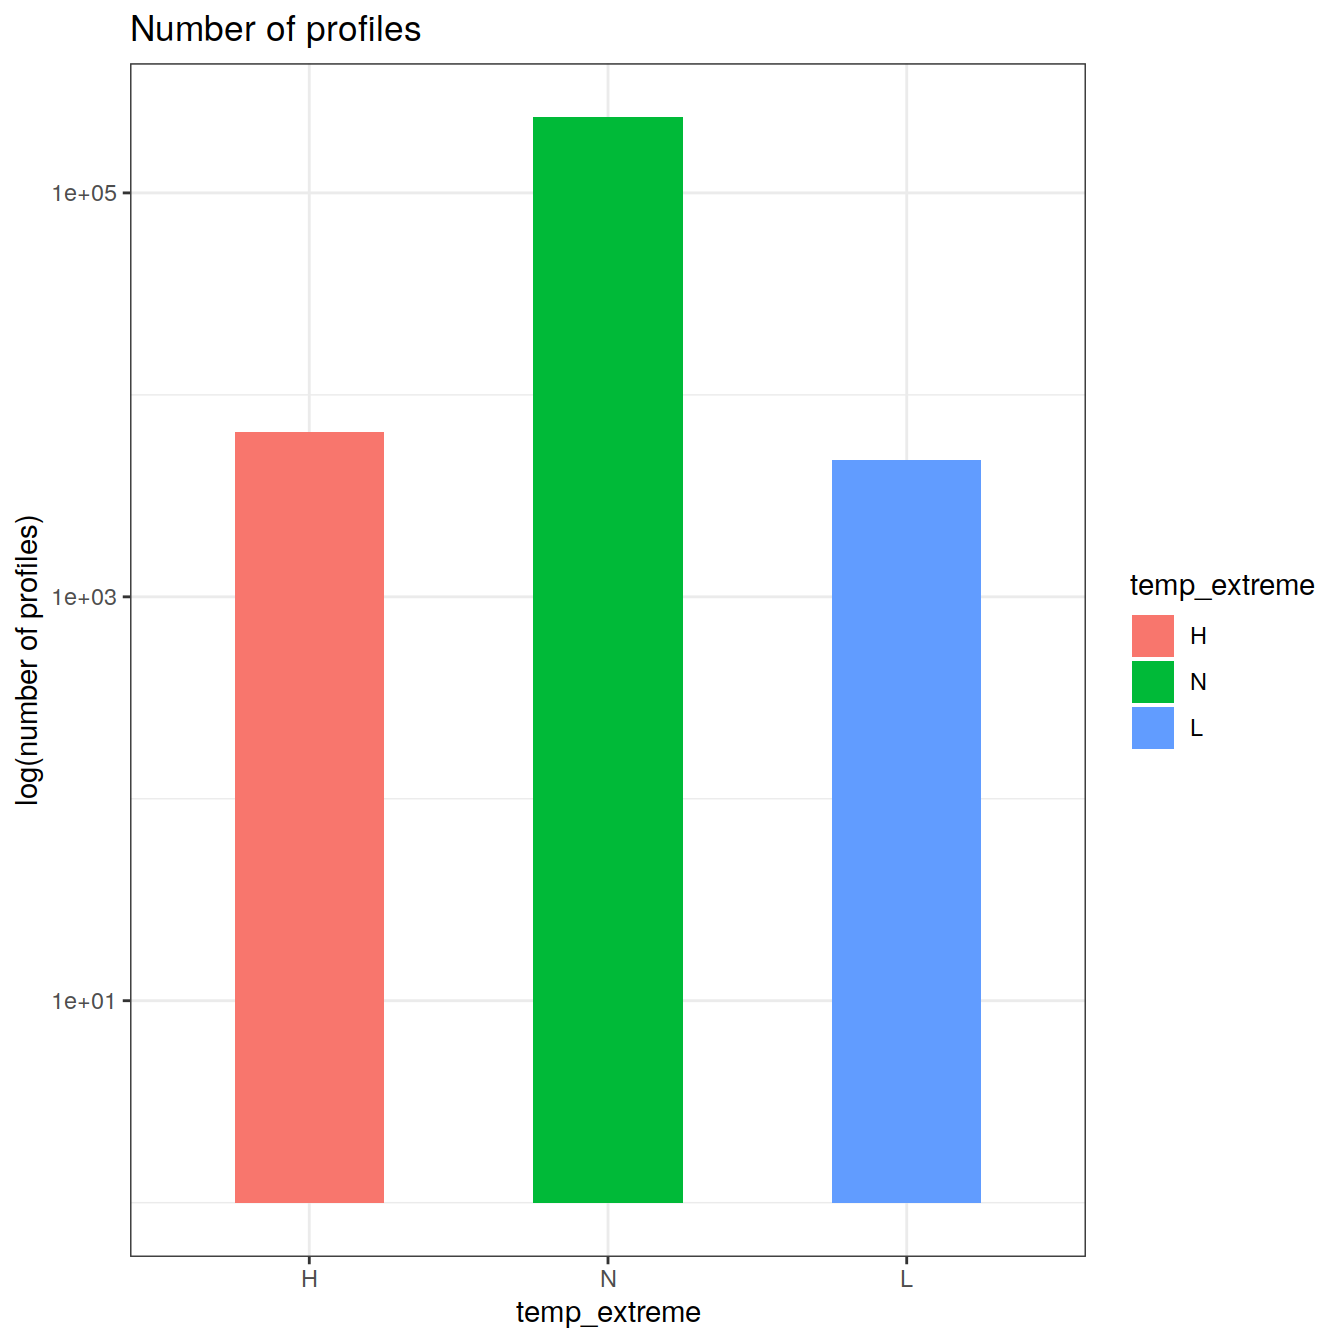 Number of profiles
1e+05
1e+03
1e+01
log(number of profiles)
H
N
L
temp_extreme
temp_extreme
H
N
L